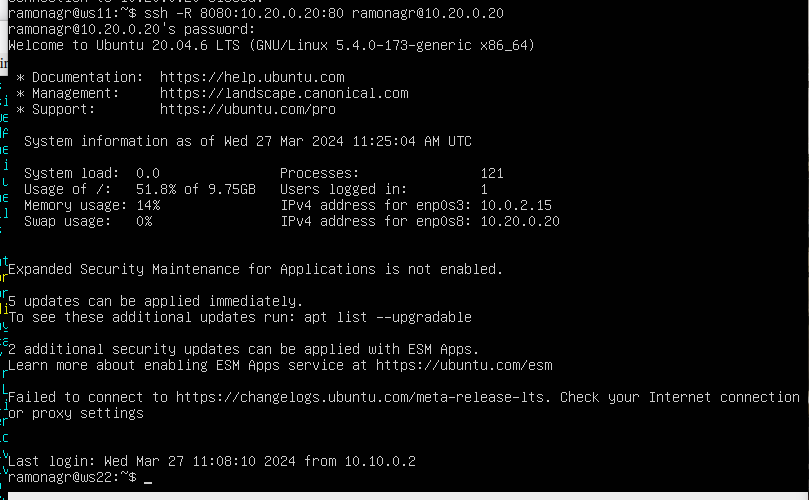 ramonagr@ws11:~$ ssh -R 8080:10.20.0.20:80 ramonagr@10.20.0.20
ramonagr@10.20.0.20's password:
Welcome to Ubuntu 20.04.6 LTS (GNU/Linux 5.4.0-173-generic x86_64)
* Documentation: https://help.ubuntu.com
* Management: https://landscape.canonical.com
* Support: https://ubuntu.com/pro
System information as of Wed 27 Mar 2024 11:25:04 AM UTC
System load: 0.0 Processes: 121
Usage of /: 51.8% of 9.75GB Users logged in: 1
Memory usage: 14% IPv4 address for enp0s3: 10.0.2.15
Swap usage: 0% IPv4 address for enp0s8: 10.20.0.20
Expanded Security Maintenance for Applications is not enabled.
5 updates can be applied immediately.
To see these additional updates run: apt list --upgradable
2 additional security updates can be applied with ESM Apps.
Learn more about enabling ESM Apps service at https://ubuntu.com/esm
Failed to connect to https://changelogs.ubuntu.com/meta-release-lts. Check your Internet connection
or proxy settings
Last login: Wed Mar 27 11:08:10 2024 from 10.10.0.2
ramonagr@ws22:~$ _